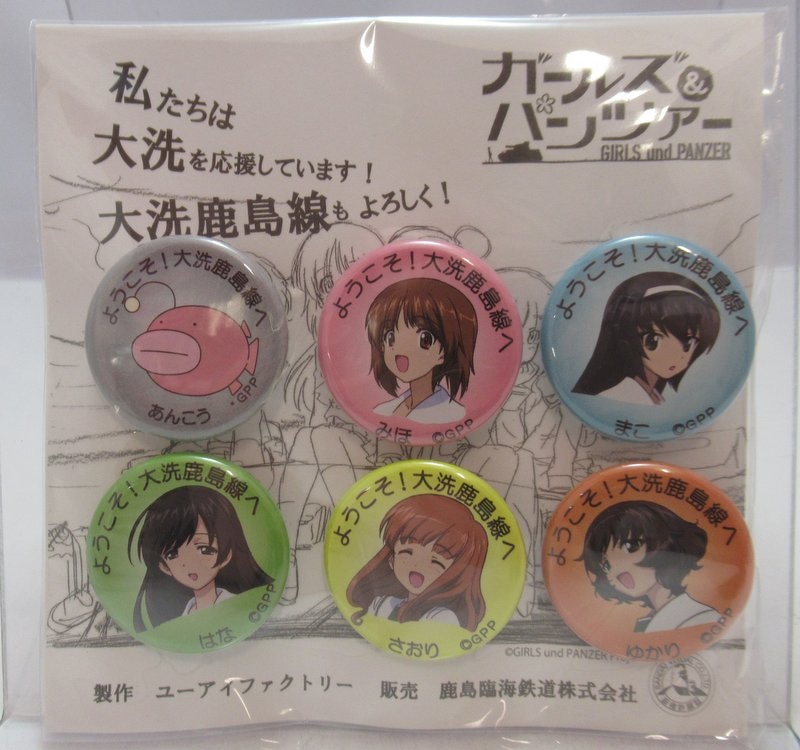 私たちは
大洗を応援しています!
大洗鹿島線もよろしく!
ガールズ&
パンツァー
GIRLS und PANZER
ようこそ!大洗鹿島線へ
あんこう
GPP
ようこそ!大洗鹿島線へ
みほ ©GPP
ようこそ!大洗鹿島線へ
まこ ©GPP
ようこそ!大洗鹿島線へ
はな ©GPP
ようこそ!大洗鹿島線へ
さおり ©GPP
ようこそ!大洗鹿島線へ
ゆかり ©GPP
©GIRLS und PANZER
製作 ユーアイファクトリー 販売 鹿島臨海鉄道株式会社